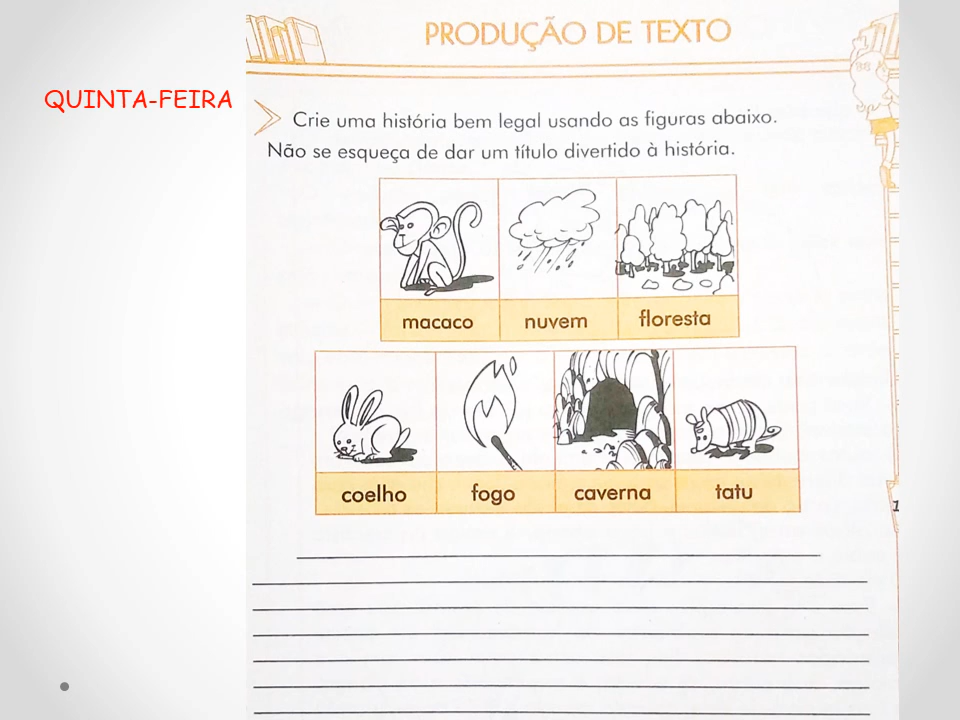 PRODUÇÃO DE TEXTO
QUINTA-FEIRA
Crie uma história bem legal usando as figuras abaixo.
Não se esqueça de dar um título divertido à história.
macaco nuvem floresta
coelho fogo caverna tatu
1